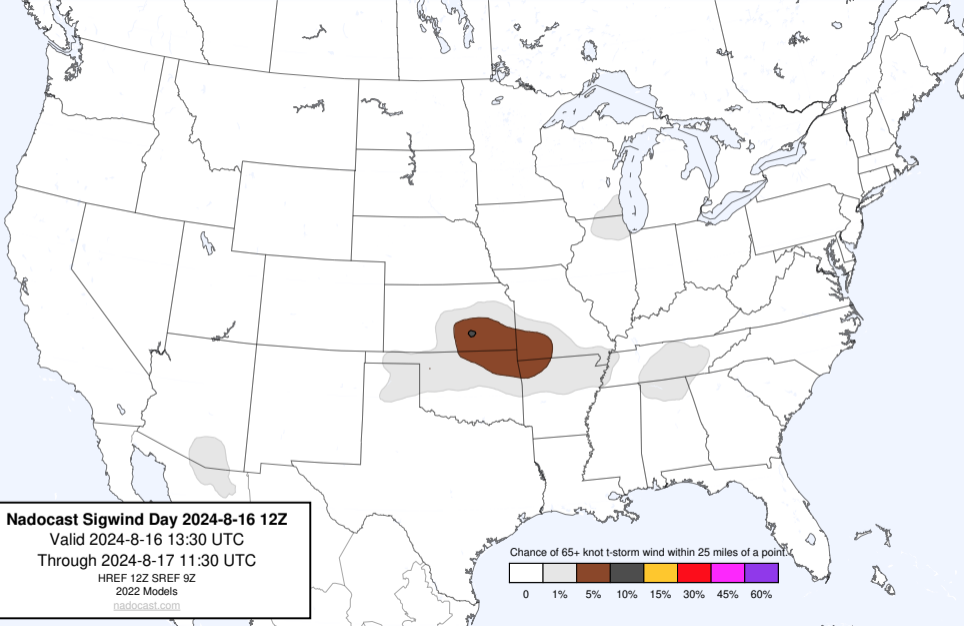 Nadocast Sigwind Day 2024-8-16 12Z
Valid 2024-8-16 13:30 UTC
Through 2024-8-17 11:30 UTC
HREF 12Z SREF 9Z
2022 Models
nadocast.com
Chance of 65+ knot t-storm wind within 25 miles of a point.
0 1% 5% 10% 15% 30% 45% 60%